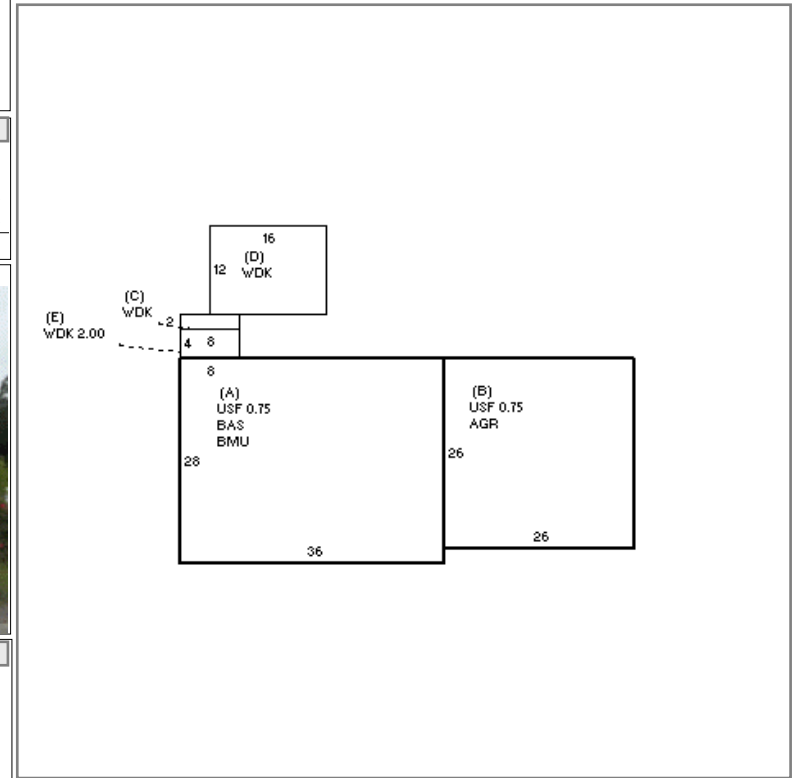 16
(D)
12 WDK
(C)
WDK
2
(E)
WDK 2.00
4 8
8
(A)
USF 0.75
BAS
BMU
28
36
(B)
USF 0.75
AGR
26
26